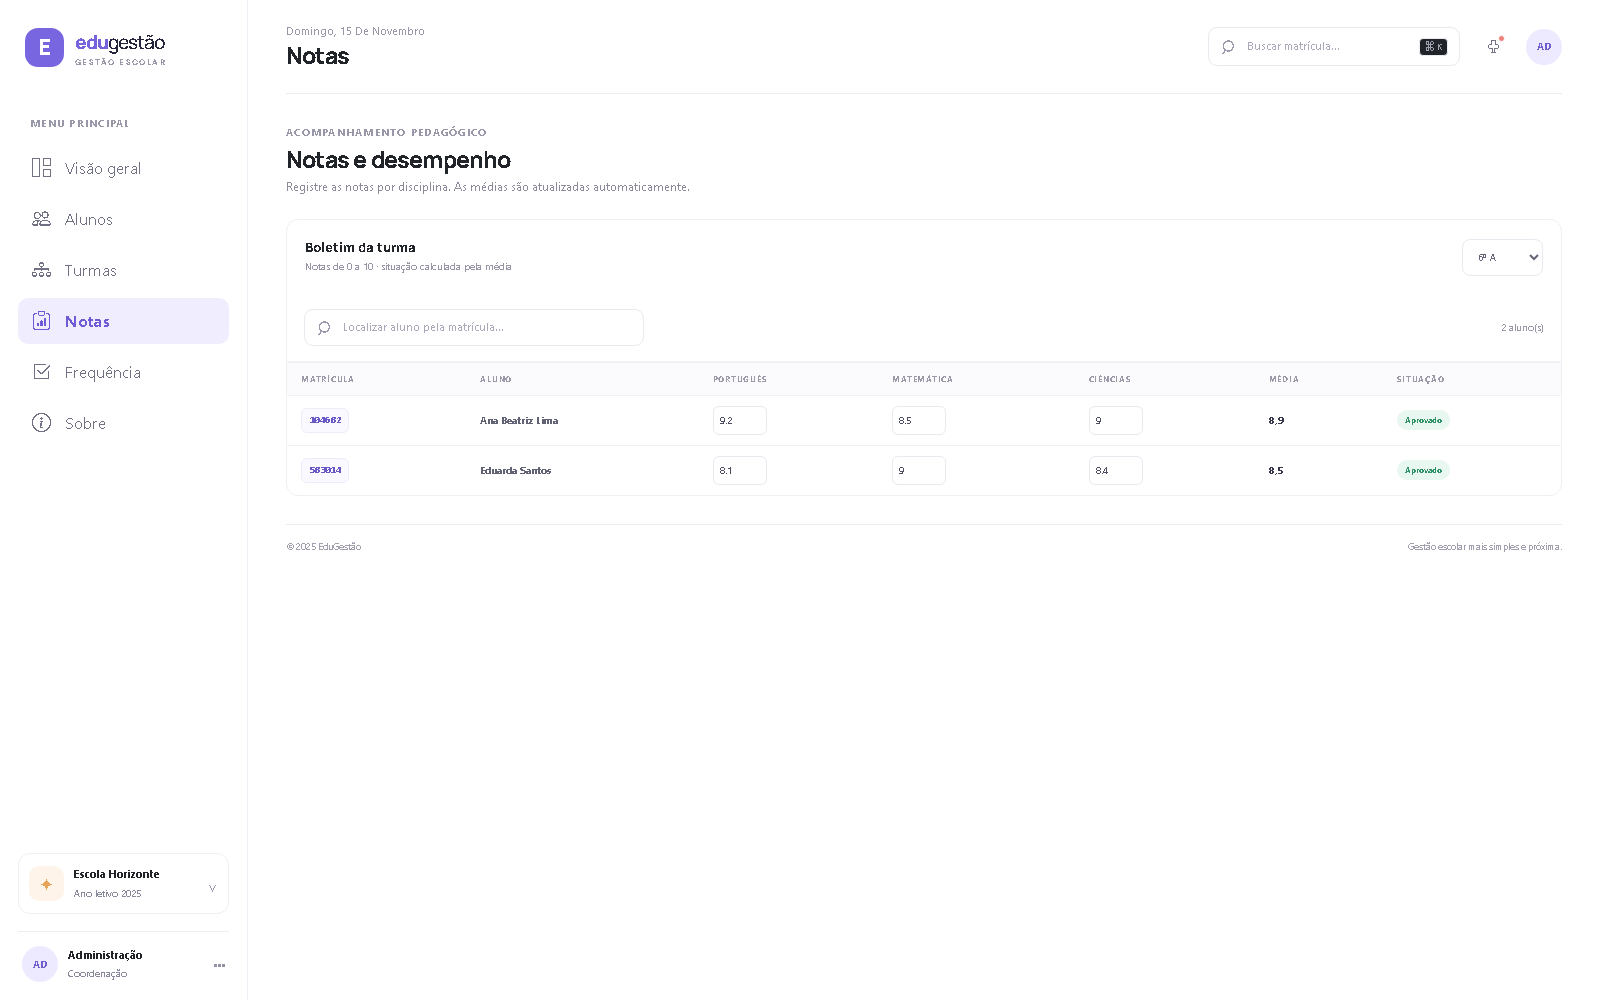 E
edugestão
GESTÃO ESCOLAR
MENU PRINCIPAL
Visão geral
Alunos
Turmas
Notas
Frequência
Sobre
✦
Escola Horizonte
Ano letivo 2025
AD
Administração
Coordenação
•••
Domingo, 15 De Novembro
Notas
Buscar matrícula...
⌘ K
AD
ACOMPANHAMENTO PEDAGÓGICO
Notas e desempenho
Registre as notas por disciplina. As médias são atualizadas automaticamente.
Boletim da turma
Notas de 0 a 10 · situação calculada pela média
6º A
Localizar aluno pela matrícula...
2 aluno(s)
MATRÍCULA ALUNO PORTUGUÊS MATEMÁTICA CIÊNCIAS MÉDIA SITUAÇÃO
Ana Beatriz Lima 9.2 8.5 9 8,9 Aprovado
Eduarda Santos 8.1 9 8.4 8,5 Aprovado
© 2025 EduGestão
Gestão escolar mais simples e próxima.